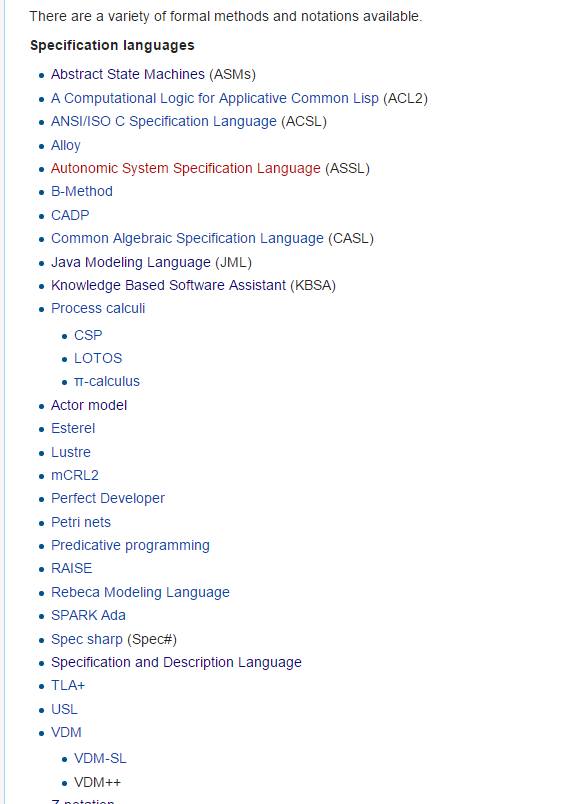 There are a variety of formal methods and notations available.
Specification languages
Abstract State Machines (ASMs)
A Computational Logic for Applicative Common Lisp (ACL2)
ANSI/ISO C Specification Language (ACSL)
Alloy
Autonomic System Specification Language (ASSL)
B-Method
CADP
Common Algebraic Specification Language (CASL)
Java Modeling Language (JML)
Knowledge Based Software Assistant (KBSA)
Process calculi
CSP
LOTOS
π-calculus
Actor model
Esterel
Lustre
mCRL2
Perfect Developer
Petri nets
Predicative programming
RAISE
Rebeca Modeling Language
SPARK Ada
Spec sharp (Spec#)
Specification and Description Language
TLA+
USL
VDM
VDM-SL
VDM++
Z notation